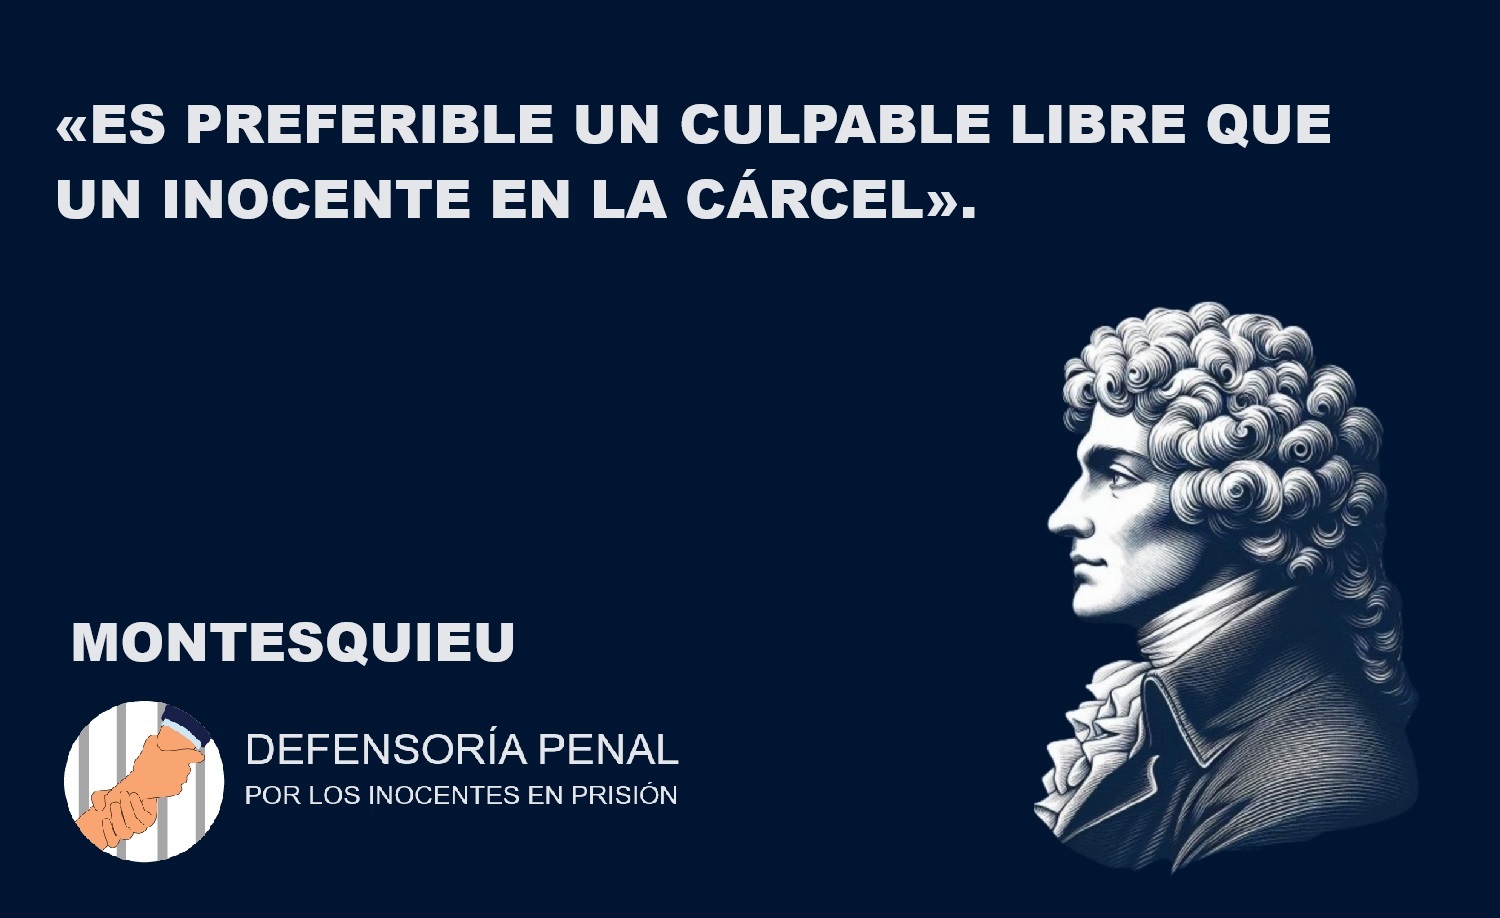 «ES PREFERIBLE UN CULPABLE LIBRE QUE
UN INOCENTE EN LA CÁRCEL».
MONTESQUIEU
DEFENSORÍA PENAL
POR LOS INOCENTES EN PRISIÓN